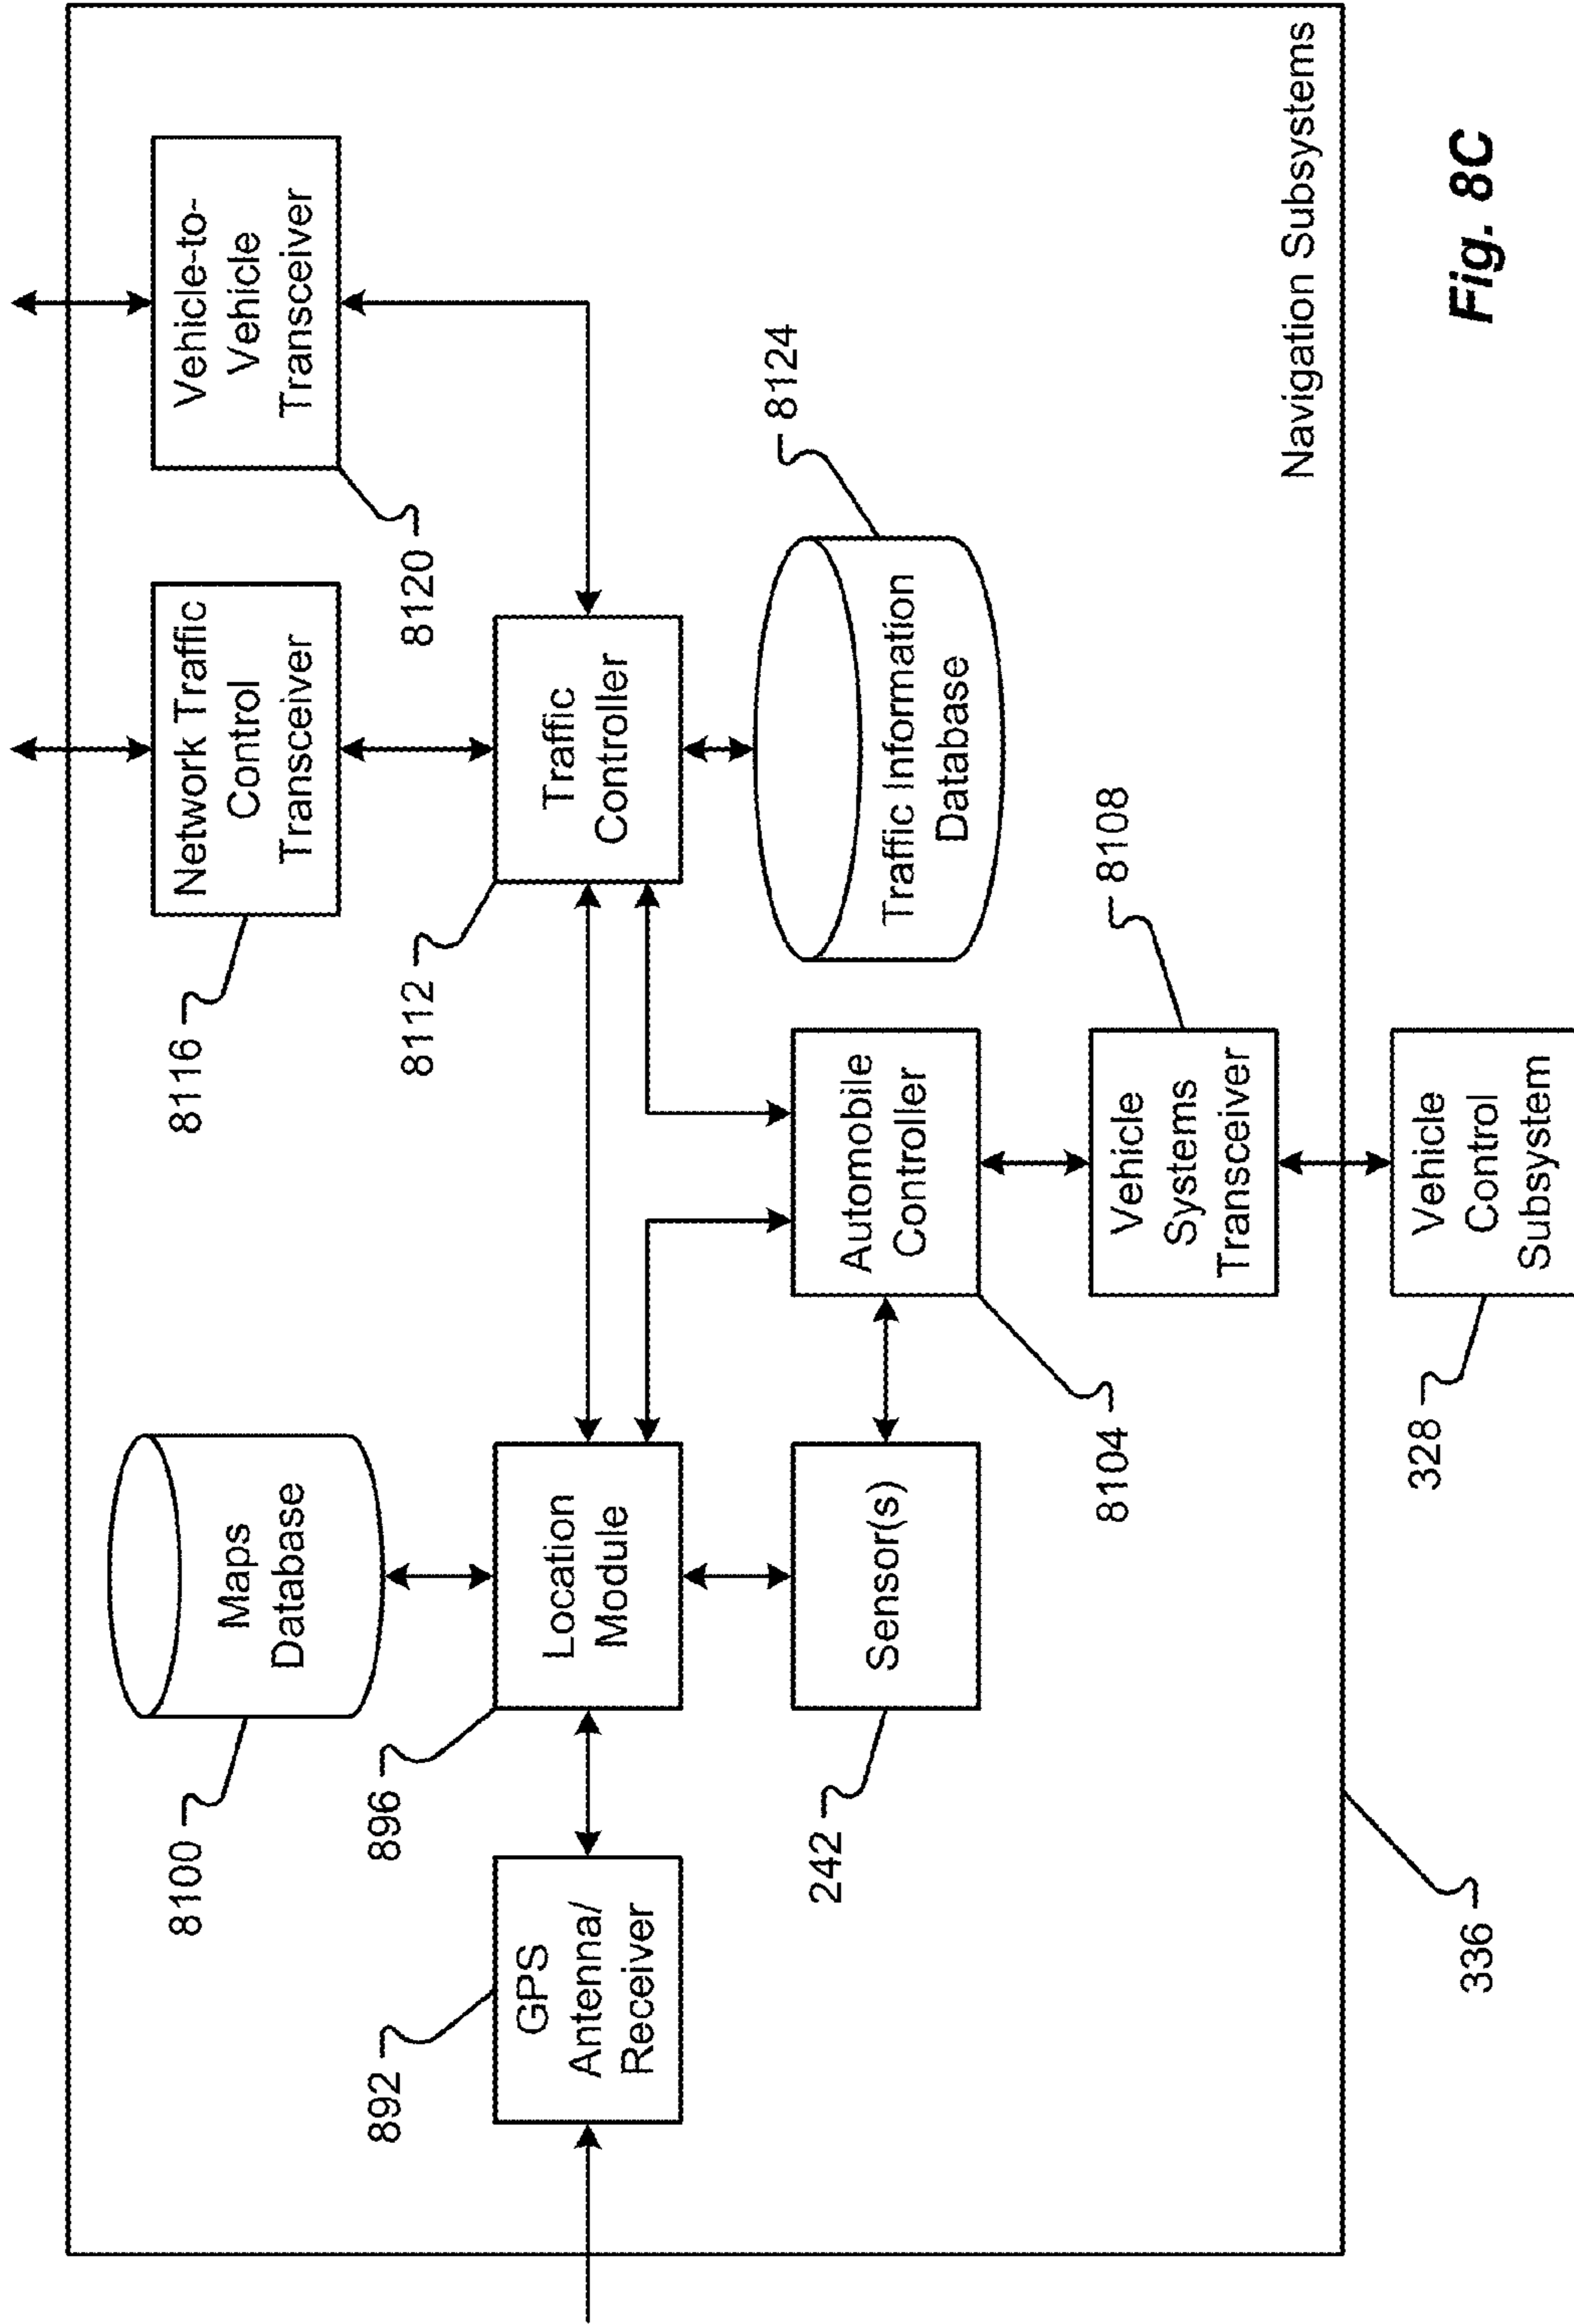 8100
Maps
Database
8116
Network Traffic
Control
Transceiver
Vehicle-to-
Vehicle
Transceiver
8120
892
GPS
Antenna/
Receiver
896
Location
Module
8112
Traffic
Controller
8124
Traffic Information
Database
242
Sensor(s)
Automobile
Controller
8104
8108
Vehicle
Systems
Transceiver
Navigation Subsystems
336
328
Vehicle
Control
Subsystem
Fig. 8C